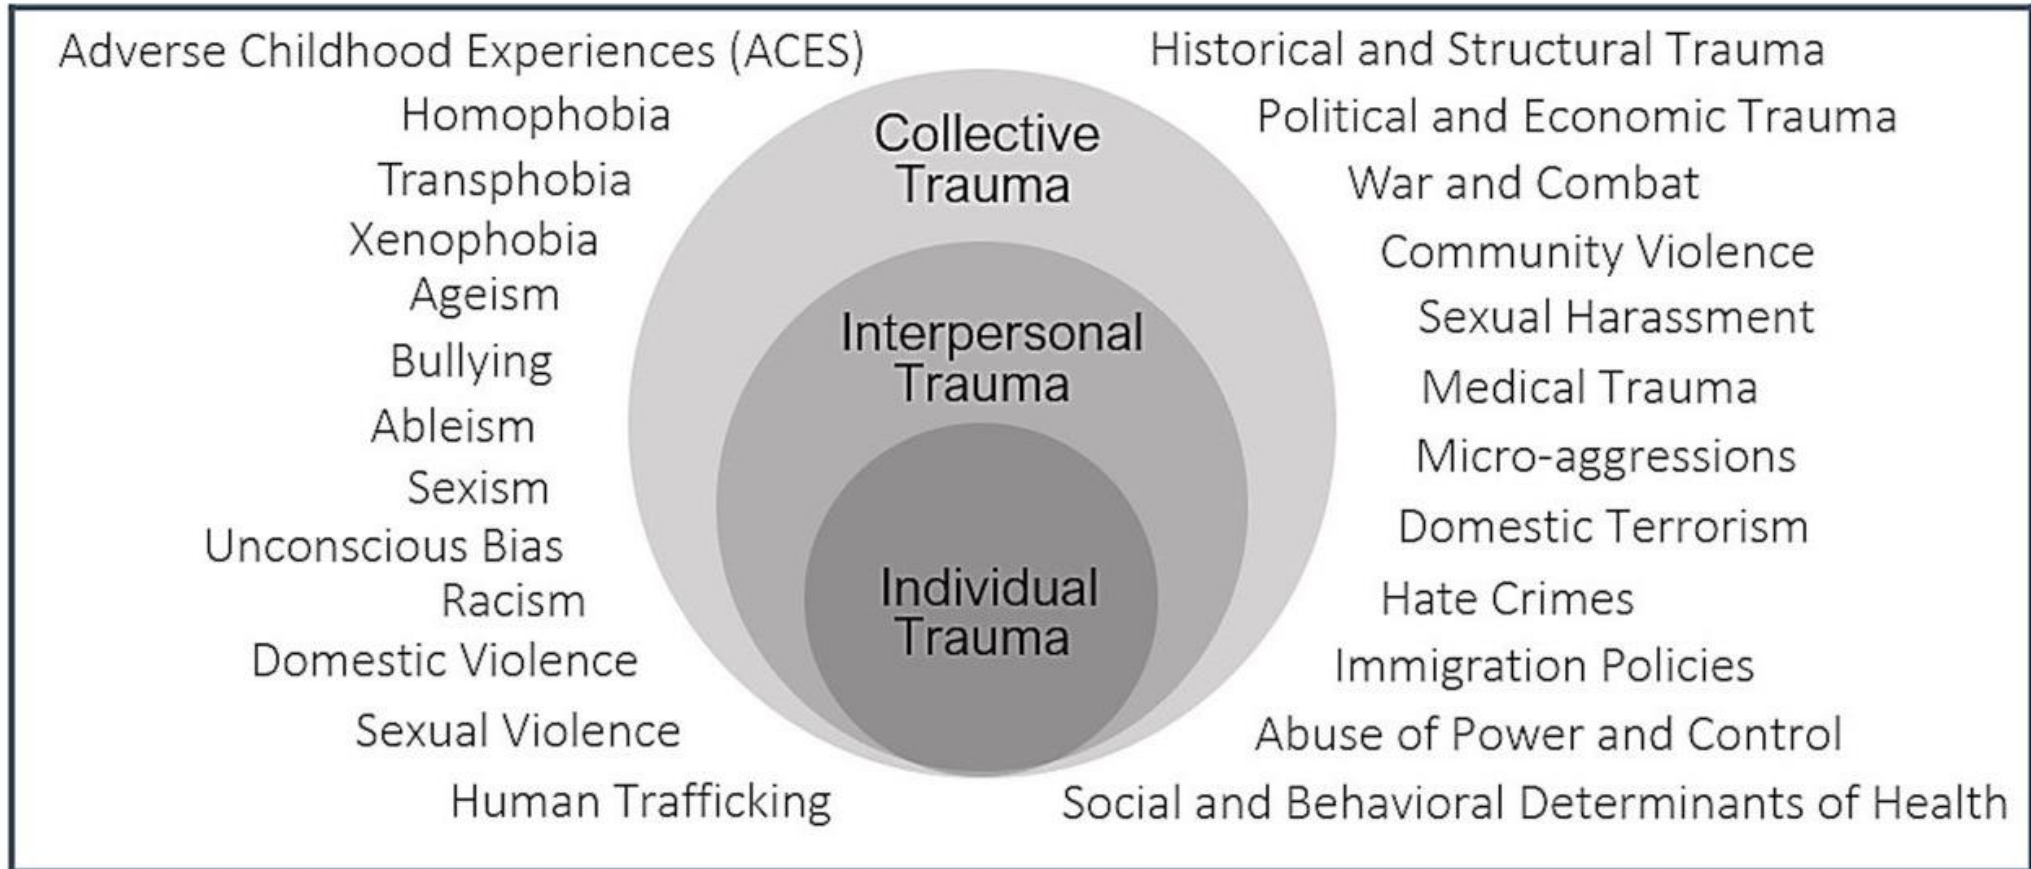 Adverse Childhood Experiences (ACES)
Homophobia
Transphobia
Xenophobia
Ageism
Bullying
Ableism
Sexism
Unconscious Bias
Racism
Domestic Violence
Sexual Violence
Human Trafficking
Collective
Trauma
Interpersonal
Trauma
Individual
Trauma
Historical and Structural Trauma
Political and Economic Trauma
War and Combat
Community Violence
Sexual Harassment
Medical Trauma
Micro-aggressions
Domestic Terrorism
Hate Crimes
Immigration Policies
Abuse of Power and Control
Social and Behavioral Determinants of Health